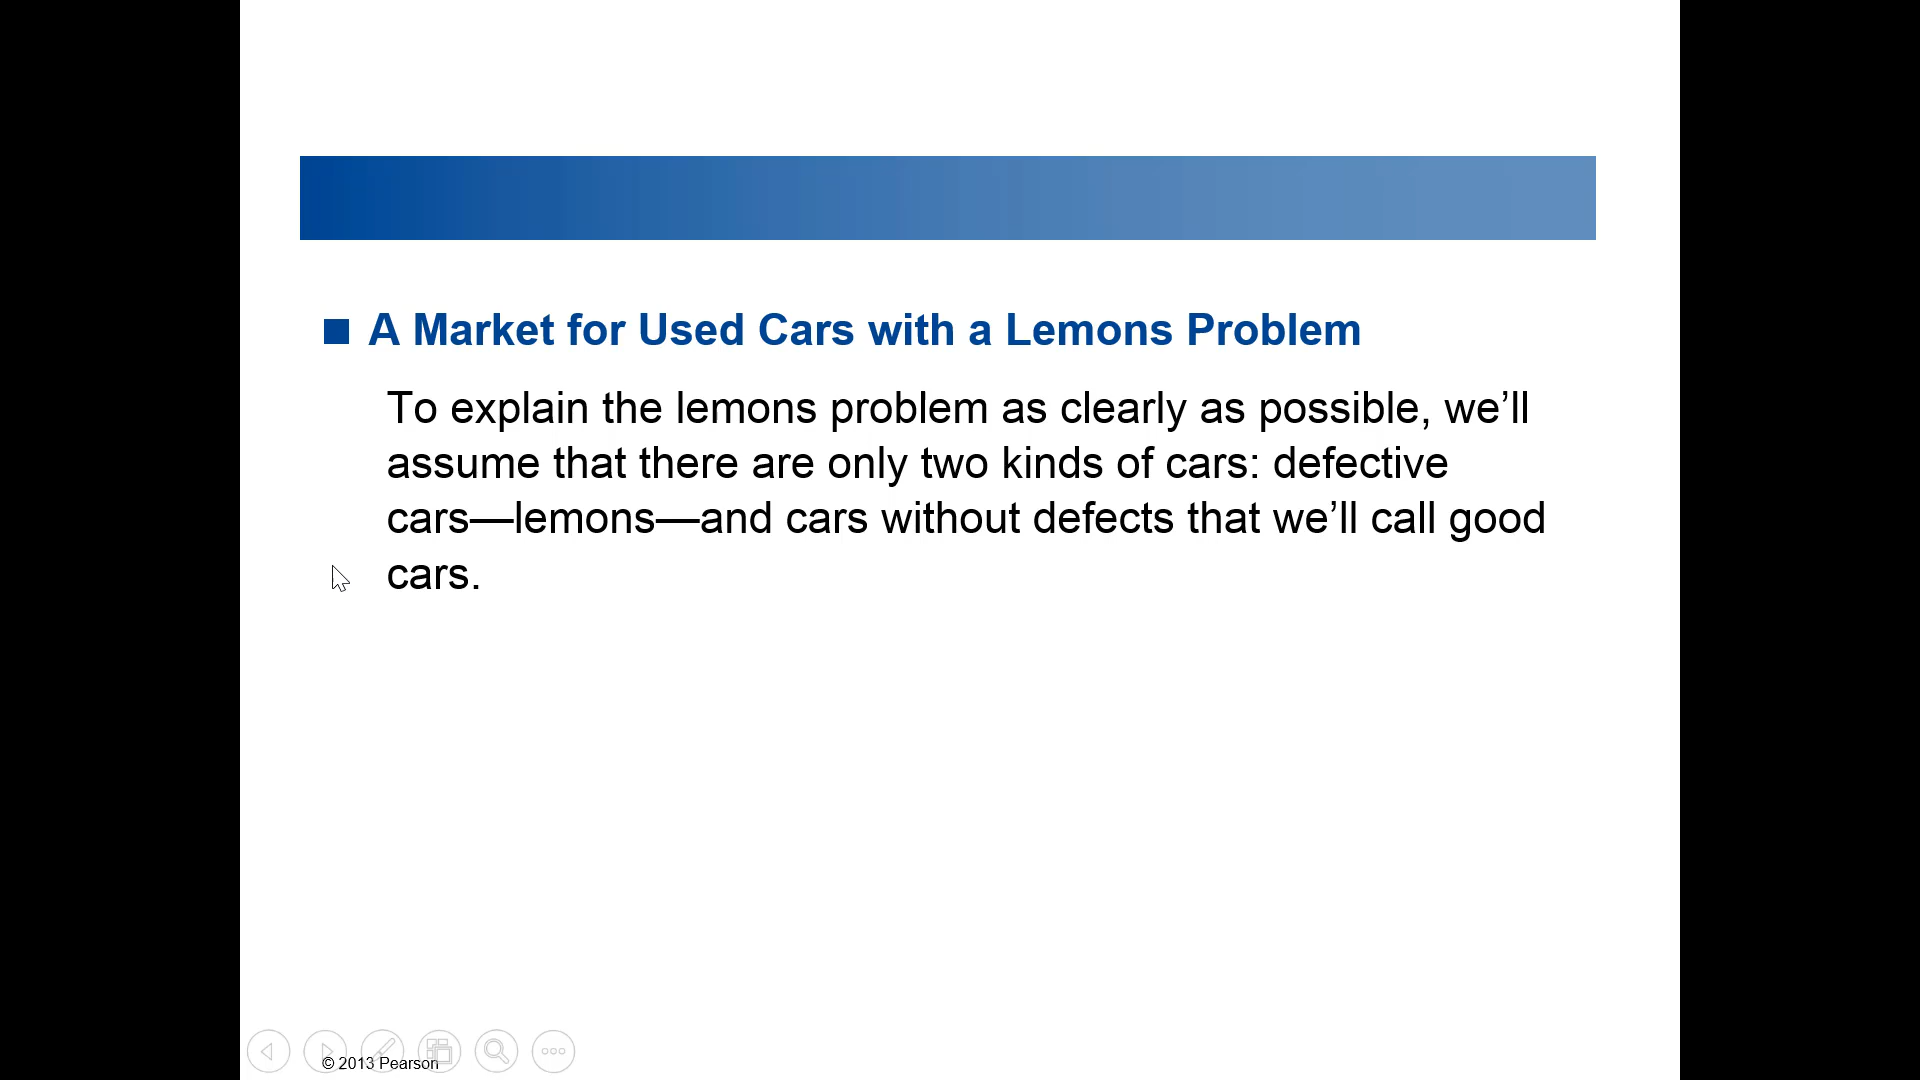 A Market for Used Cars with a Lemons Problem
To explain the lemons problem as clearly as possible, we’ll
assume that there are only two kinds of cars: defective
cars—lemons—and cars without defects that we’ll call good
cars.
© 2013 Pearson